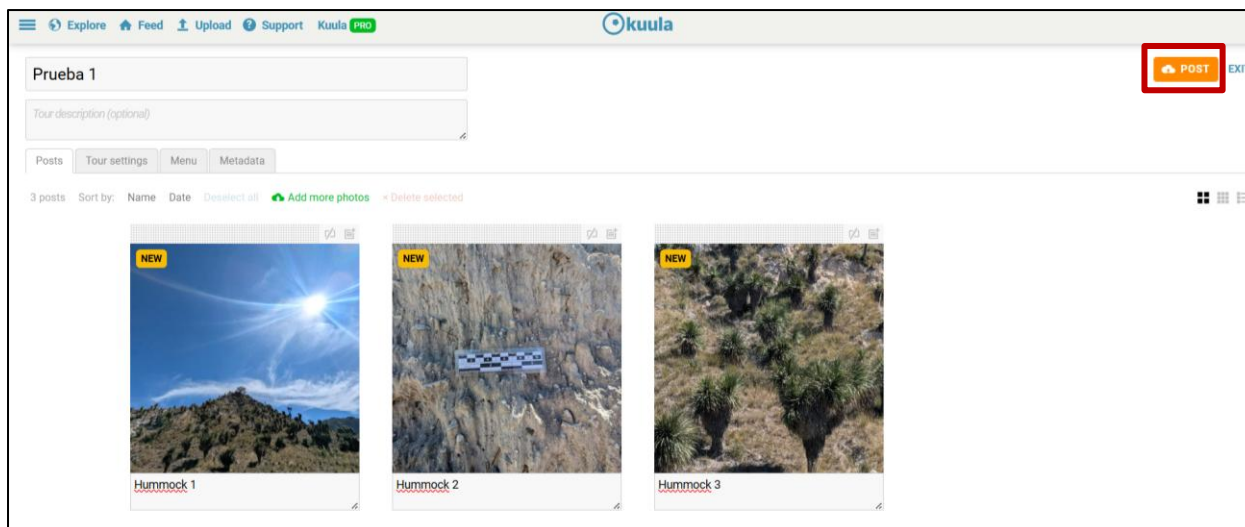 Explore Feed Upload Support Kuula PRO kuula
Prueba 1 POST EXIT
Tour description (optional)
Posts Tour settings Menu Metadata
3 posts Sort by: Name Date Deselect all Add more photos × Delete selected
NEW NEW NEW
Hummock 1 Hummock 2 Hummock 3